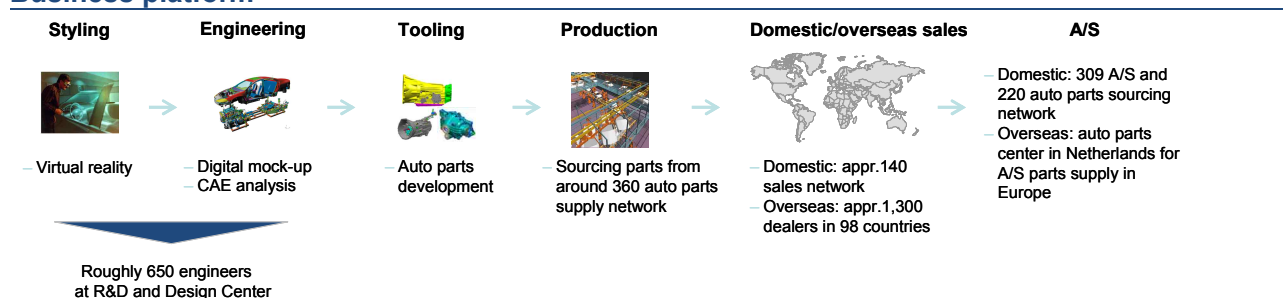 Business platform
Styling
Engineering
Tooling
Production
Domestic/overseas sales
A/S
– Virtual reality
– Digital mock-up
– CAE analysis
– Auto parts
development
– Sourcing parts from
around 360 auto parts
supply network
– Domestic: appr.140
sales network
– Overseas: appr.1,300
dealers in 98 countries
– Domestic: 309 A/S and
220 auto parts sourcing
network
– Overseas: auto parts
center in Netherlands for
A/S parts supply in
Europe
Roughly 650 engineers
at R&D and Design Center